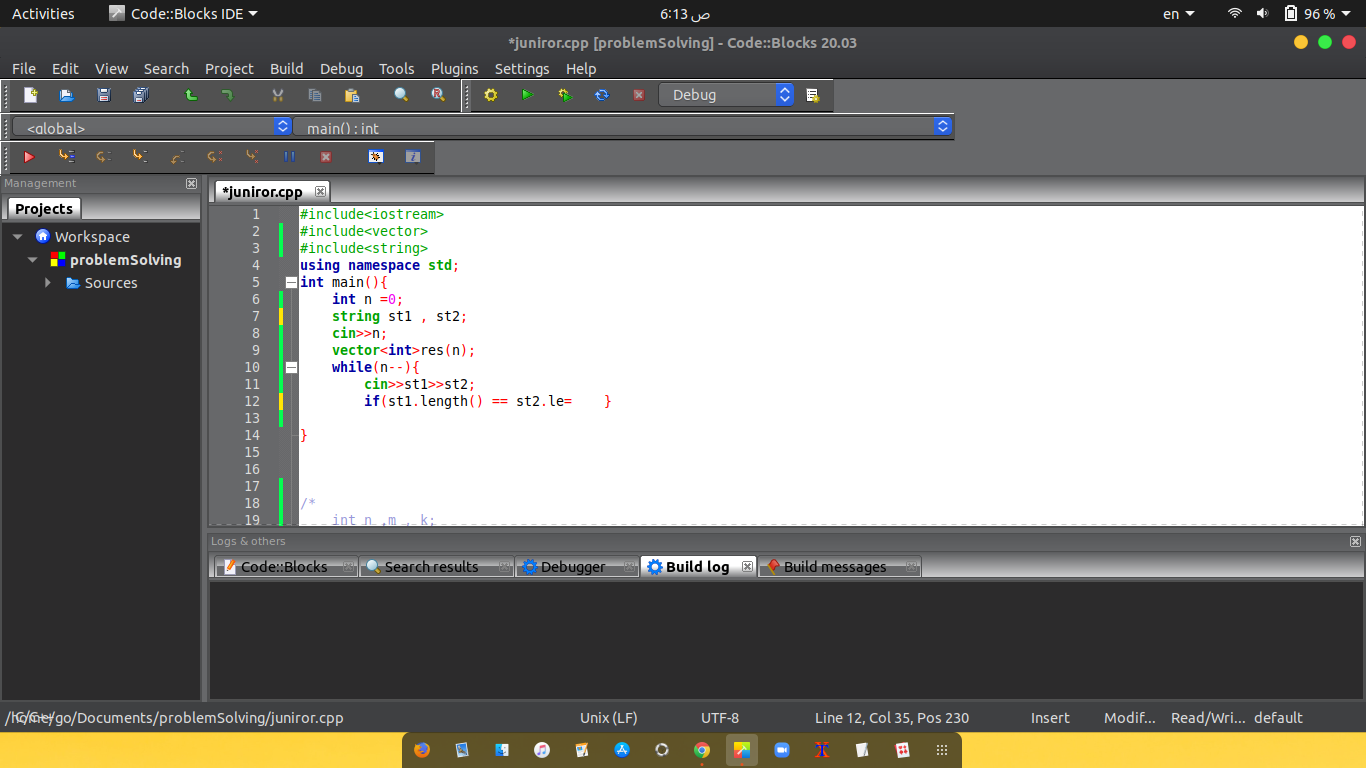 Activities Code::Blocks IDE 6:13 ص en 96 %
*juniror.cpp [problemSolving] - Code::Blocks 20.03
File Edit View Search Project Build Debug Tools Plugins Settings Help
Debug
<global> main() : int
Management
Projects
Workspace
problemSolving
Sources
*juniror.cpp
1 #include<iostream>
2 #include<vector>
3 #include<string>
4 using namespace std;
5 int main(){
6 int n =0;
7 string st1 , st2;
8 cin>>n;
9 vector<int>res(n);
10 while(n--){
11 cin>>st1>>st2;
12 if(st1.length() == st2.le= }
13
14 }
15
16
17
18 /*
19 int n ,m , k;
Logs & others
Code::Blocks Search results Debugger Build log Build messages
/home/go/Documents/problemSolving/juniror.cpp C/C++ Unix (LF) UTF-8 Line 12, Col 35, Pos 230 Insert Modif... Read/Wri... default